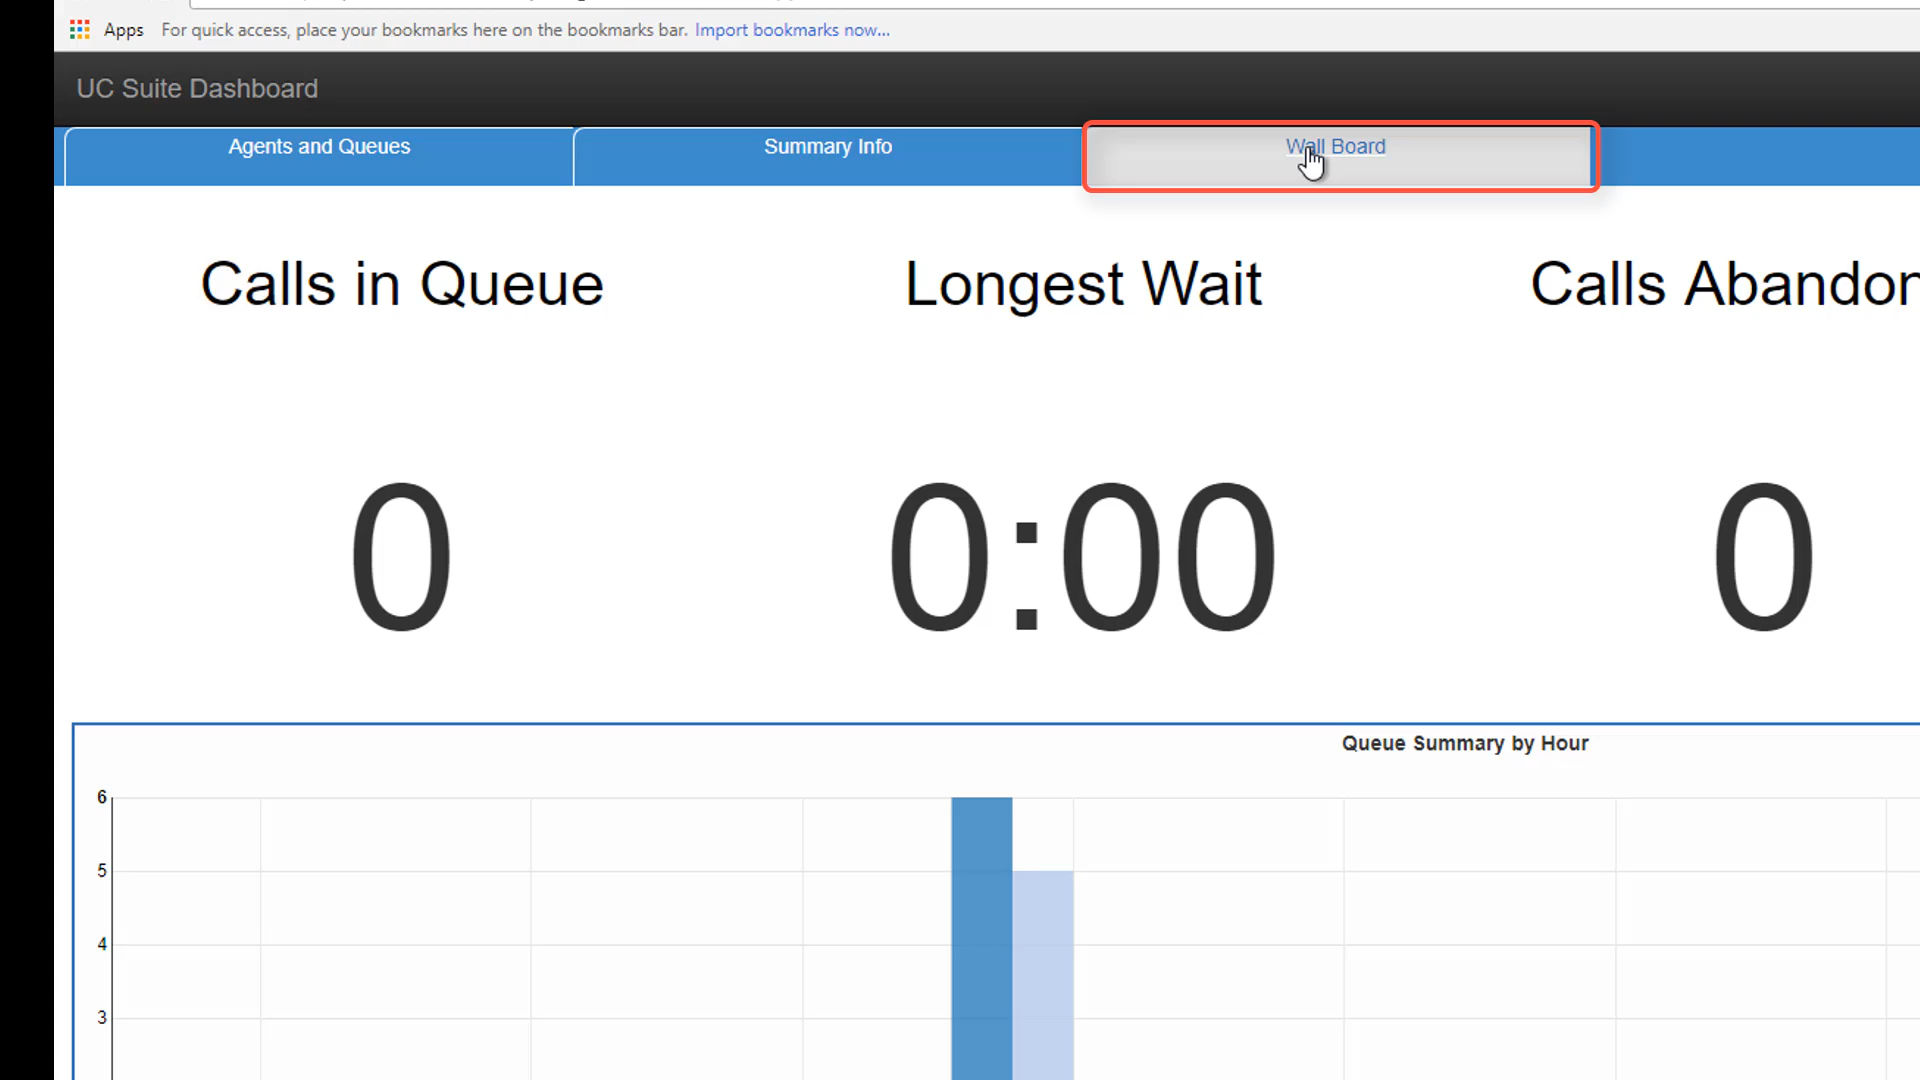 Apps For quick access, place your bookmarks here on the bookmarks bar. Import bookmarks now...
UC Suite Dashboard
Agents and Queues Summary Info Wall Board
Calls in Queue Longest Wait Calls Abandon
0 0:00 0
Queue Summary by Hour
6
5
4
3